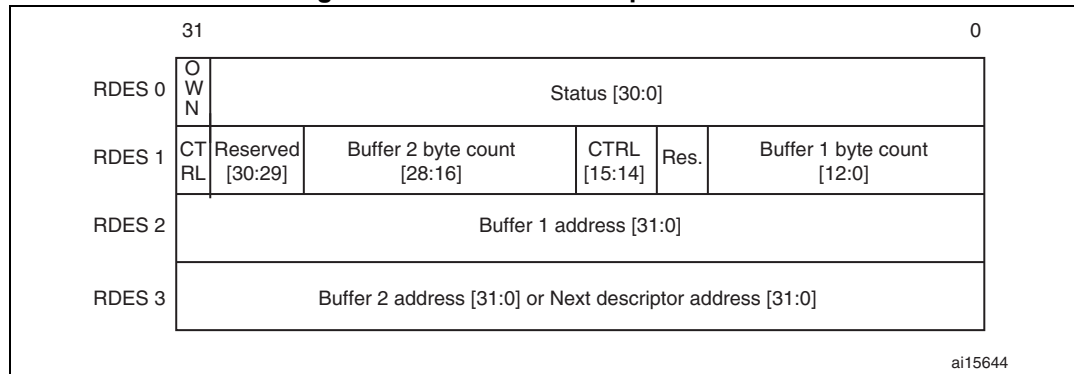 31 0
RDES 0
O
W
N
Status [30:0]
RDES 1
CT
RL
Reserved
[30:29]
Buffer 2 byte count
[28:16]
CTRL
[15:14]
Res.
Buffer 1 byte count
[12:0]
RDES 2
Buffer 1 address [31:0]
RDES 3
Buffer 2 address [31:0] or Next descriptor address [31:0]
ai15644